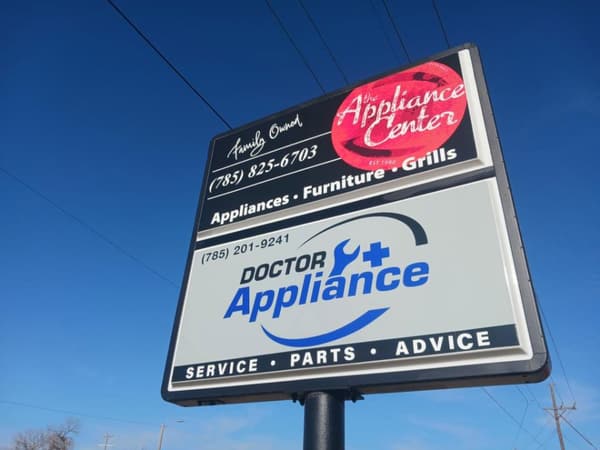 Family Owned
the
Appliance
Center
(785) 825-6703
Appliances • Furniture • Grills
(785) 201-9241
DOCTOR
Appliance
SERVICE • PARTS • ADVICE